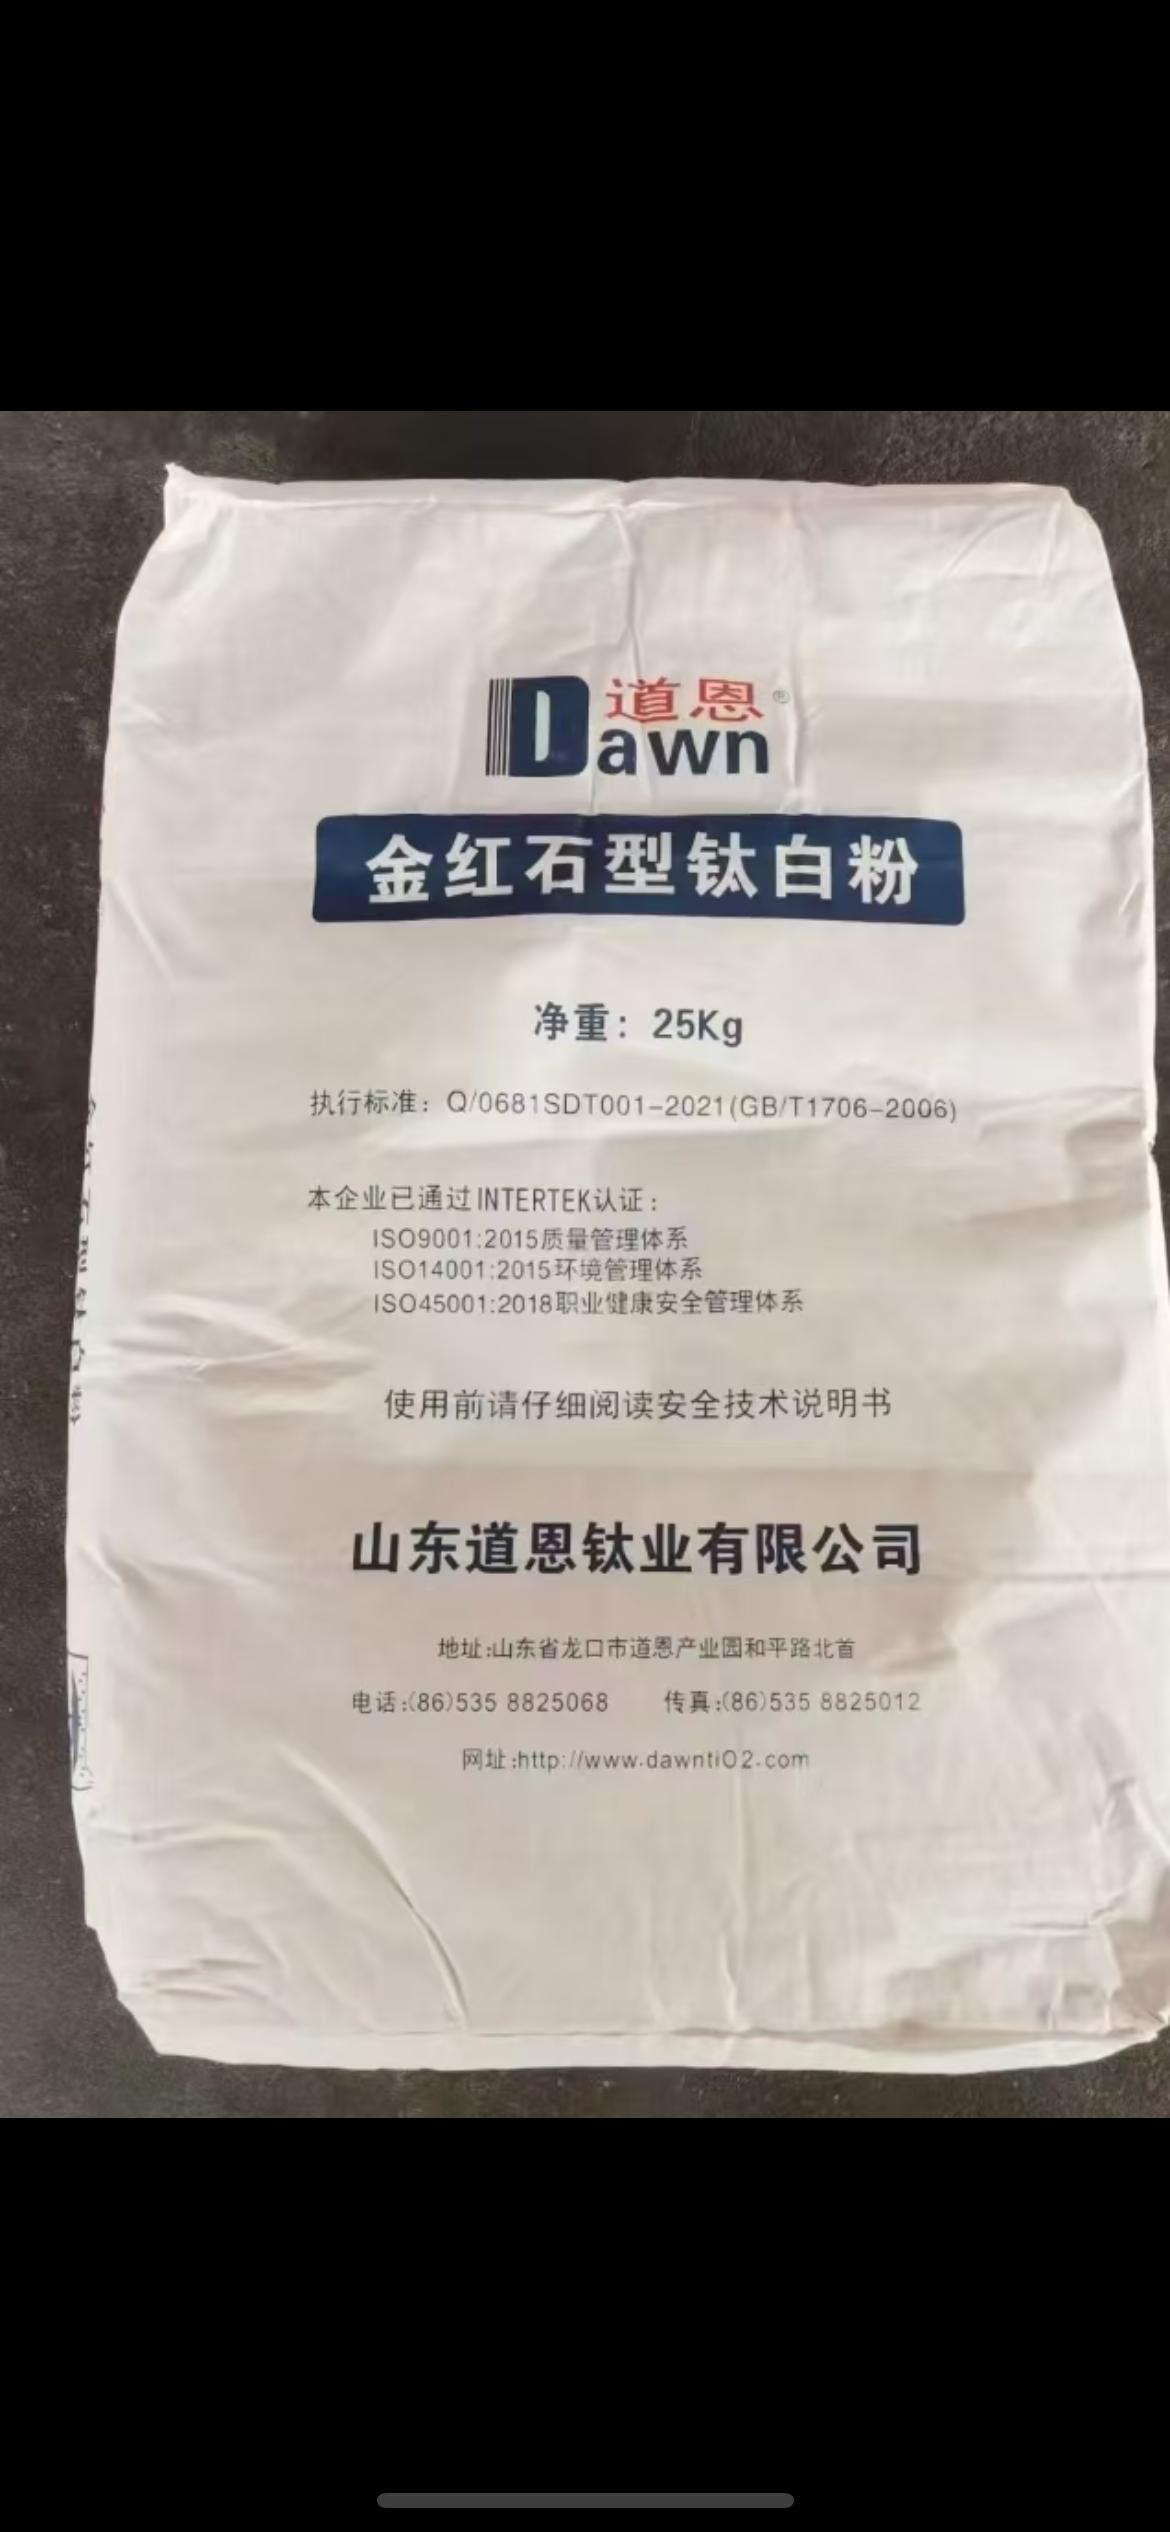 道恩®
Dawn
金红石型钛白粉
净重：25Kg
执行标准：Q/0681SDT001-2021(GB/T1706-2006)
本企业已通过INTERTEK认证：
ISO9001:2015质量管理体系
ISO14001:2015环境管理体系
ISO45001:2018职业健康安全管理体系
使用前请仔细阅读安全技术说明书
山东道恩钛业有限公司
地址:山东省龙口市道恩产业园和平路北首
电话:(86)535 8825068 传真:(86)535 8825012
网址:http://www.dawntiO2.com
金红石型钛白粉